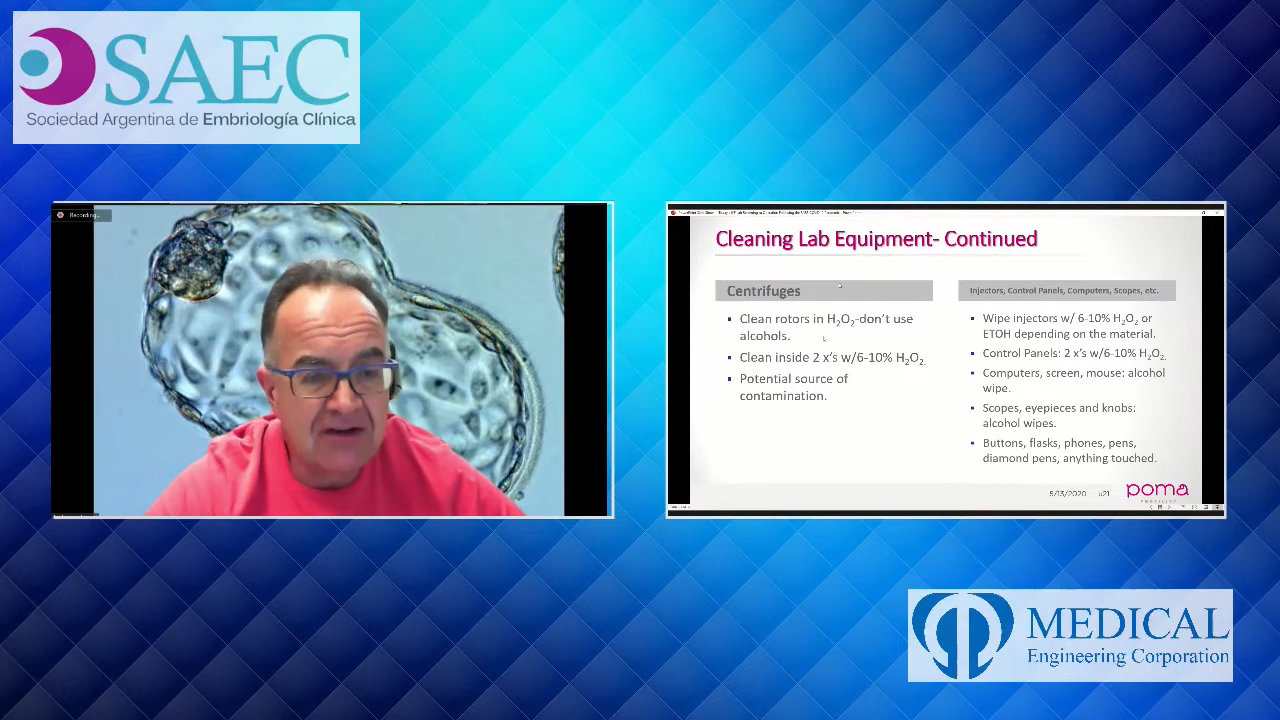 SAEC
Sociedad Argentina de Embriología Clínica
Recording...
Cleaning Lab Equipment- Continued
Centrifuges
▪ Clean rotors in H₂O₂-don't use
alcohols.
▪ Clean inside 2 x's w/6-10% H₂O₂.
▪ Potential source of
contamination.
Injectors, Control Panels, Computers, Scopes, etc.
▪ Wipe injectors w/ 6-10% H₂O₂ or
ETOH depending on the material.
▪ Control Panels: 2 x's w/6-10% H₂O₂.
▪ Computers, screen, mouse: alcohol
wipe.
▪ Scopes, eyepieces and knobs:
alcohol wipes.
▪ Buttons, flasks, phones, pens,
diamond pens, anything touched.
5/13/2020 #21
poma
FERTILITY
MEDICAL
Engineering Corporation